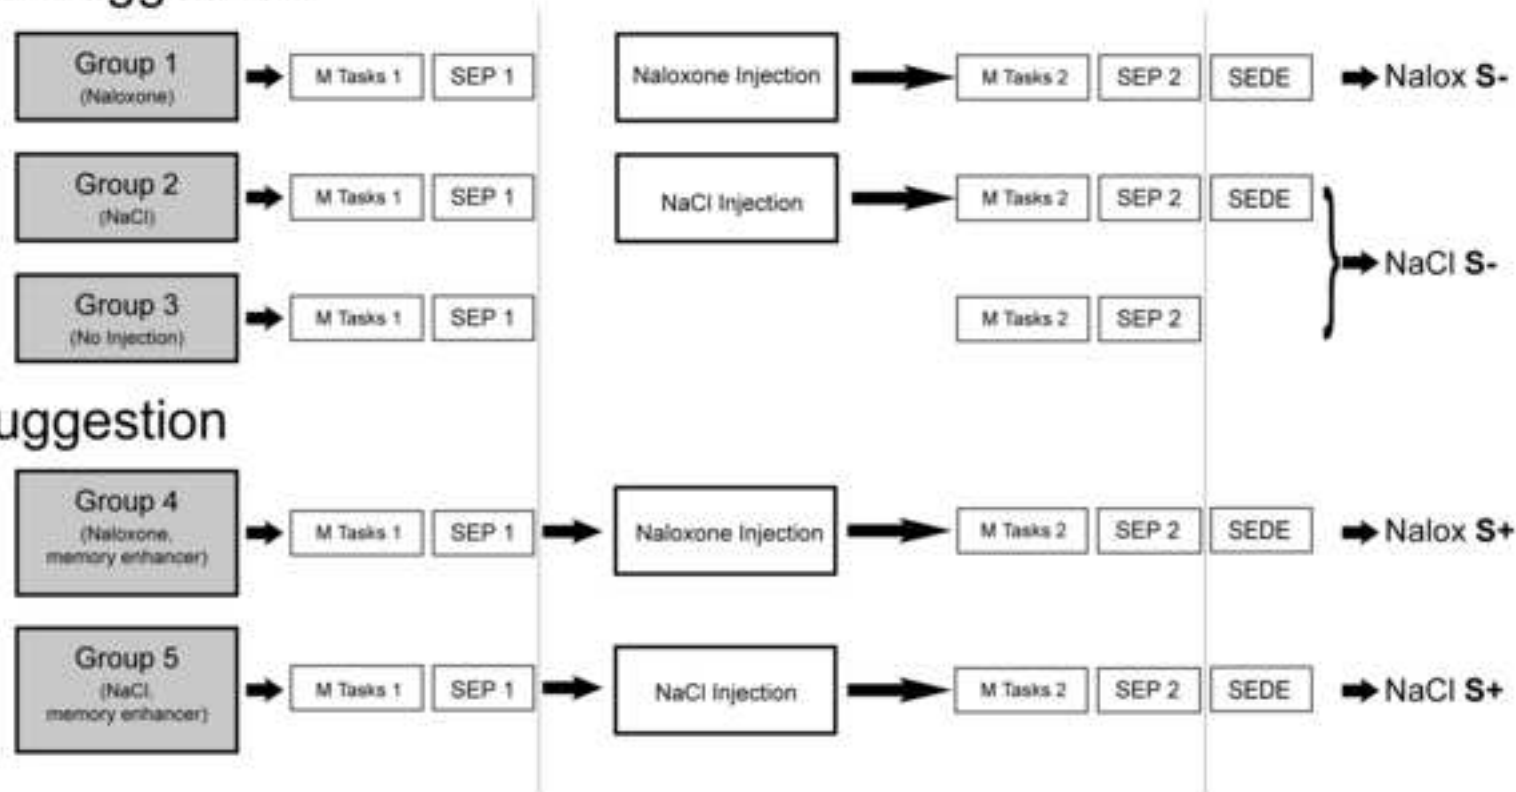 Group 1
(Naloxone)
M Tasks 1
SEP 1
Naloxone Injection
M Tasks 2
SEP 2
SEDE
Nalox S-
Group 2
(NaCl)
M Tasks 1
SEP 1
NaCl Injection
M Tasks 2
SEP 2
SEDE
NaCl S-
Group 3
(No Injection)
M Tasks 1
SEP 1
M Tasks 2
SEP 2
uggestion
Group 4
(Naloxone,
memory enhancer)
M Tasks 1
SEP 1
Naloxone Injection
M Tasks 2
SEP 2
SEDE
Nalox S+
Group 5
(NaCl,
memory enhancer)
M Tasks 1
SEP 1
NaCl Injection
M Tasks 2
SEP 2
SEDE
NaCl S+